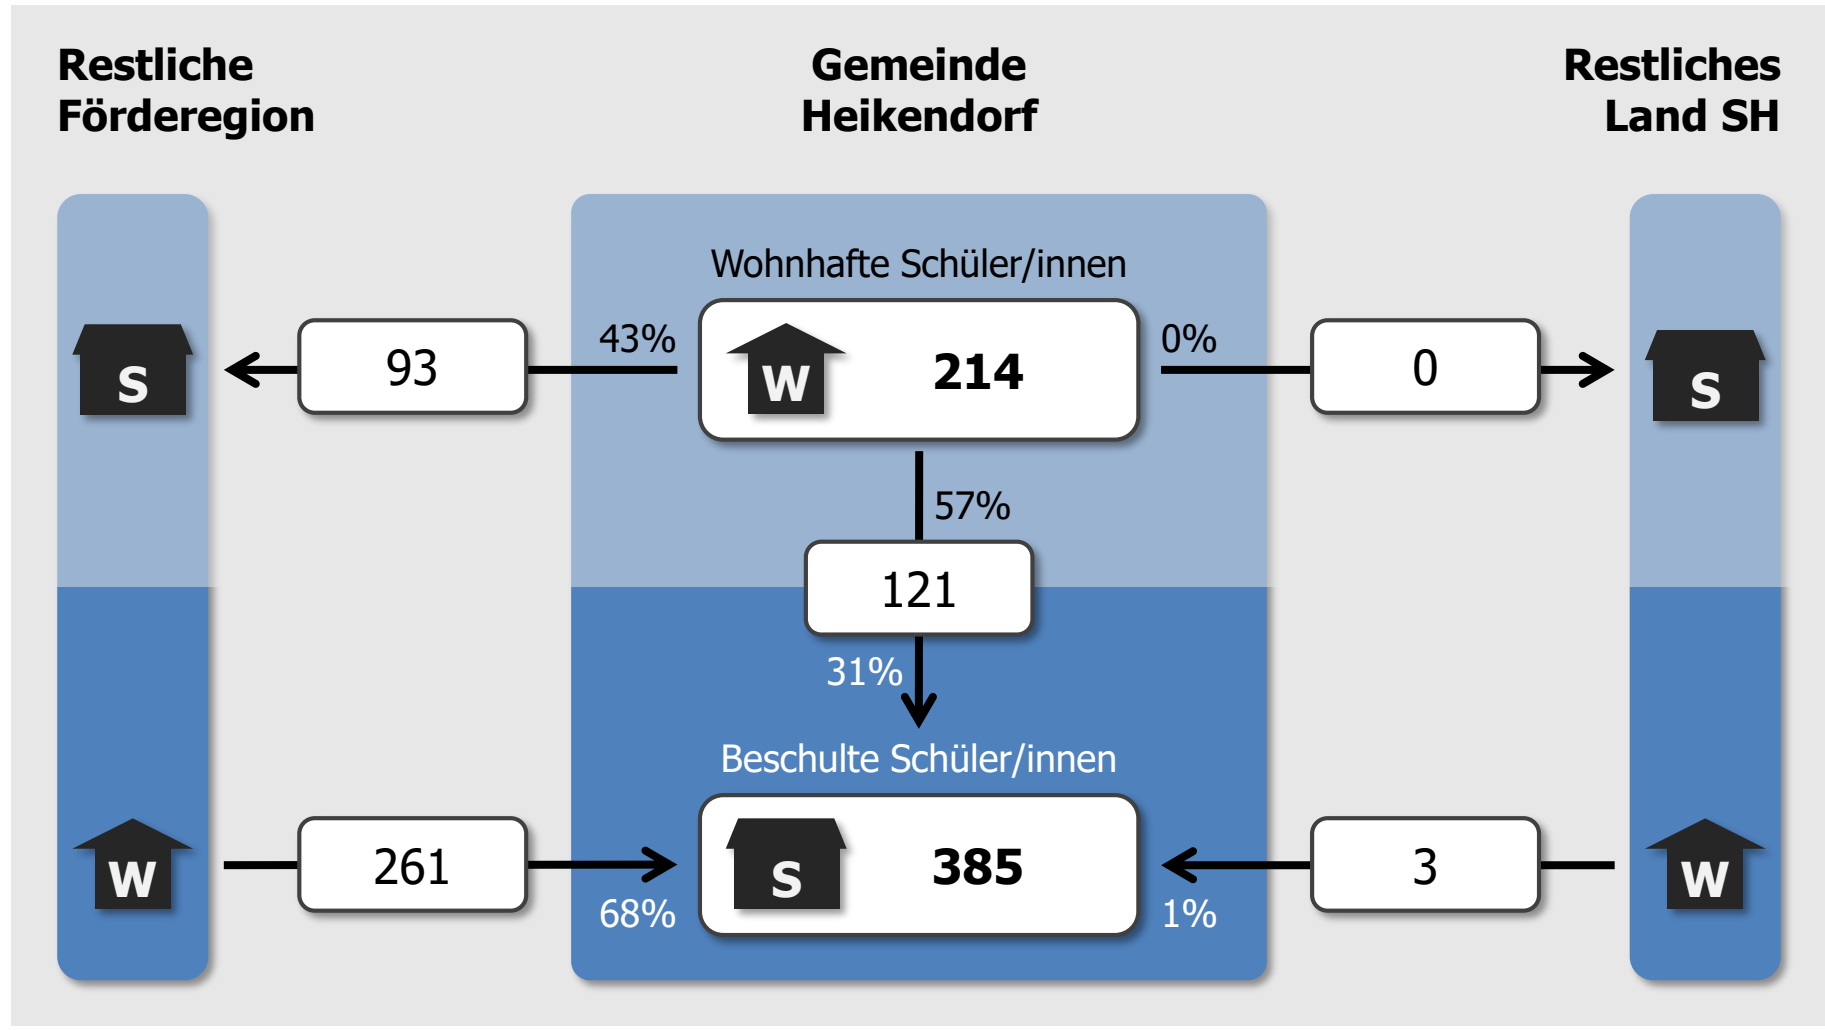 Restliche
Förderegion
Gemeinde
Heikendorf
Restliches
Land SH
Wohnhafte Schüler/innen
S
93
43%
W
214
0%
0
S
57%
121
31%
Beschulte Schüler/innen
W
261
68%
S
385
1%
3
W